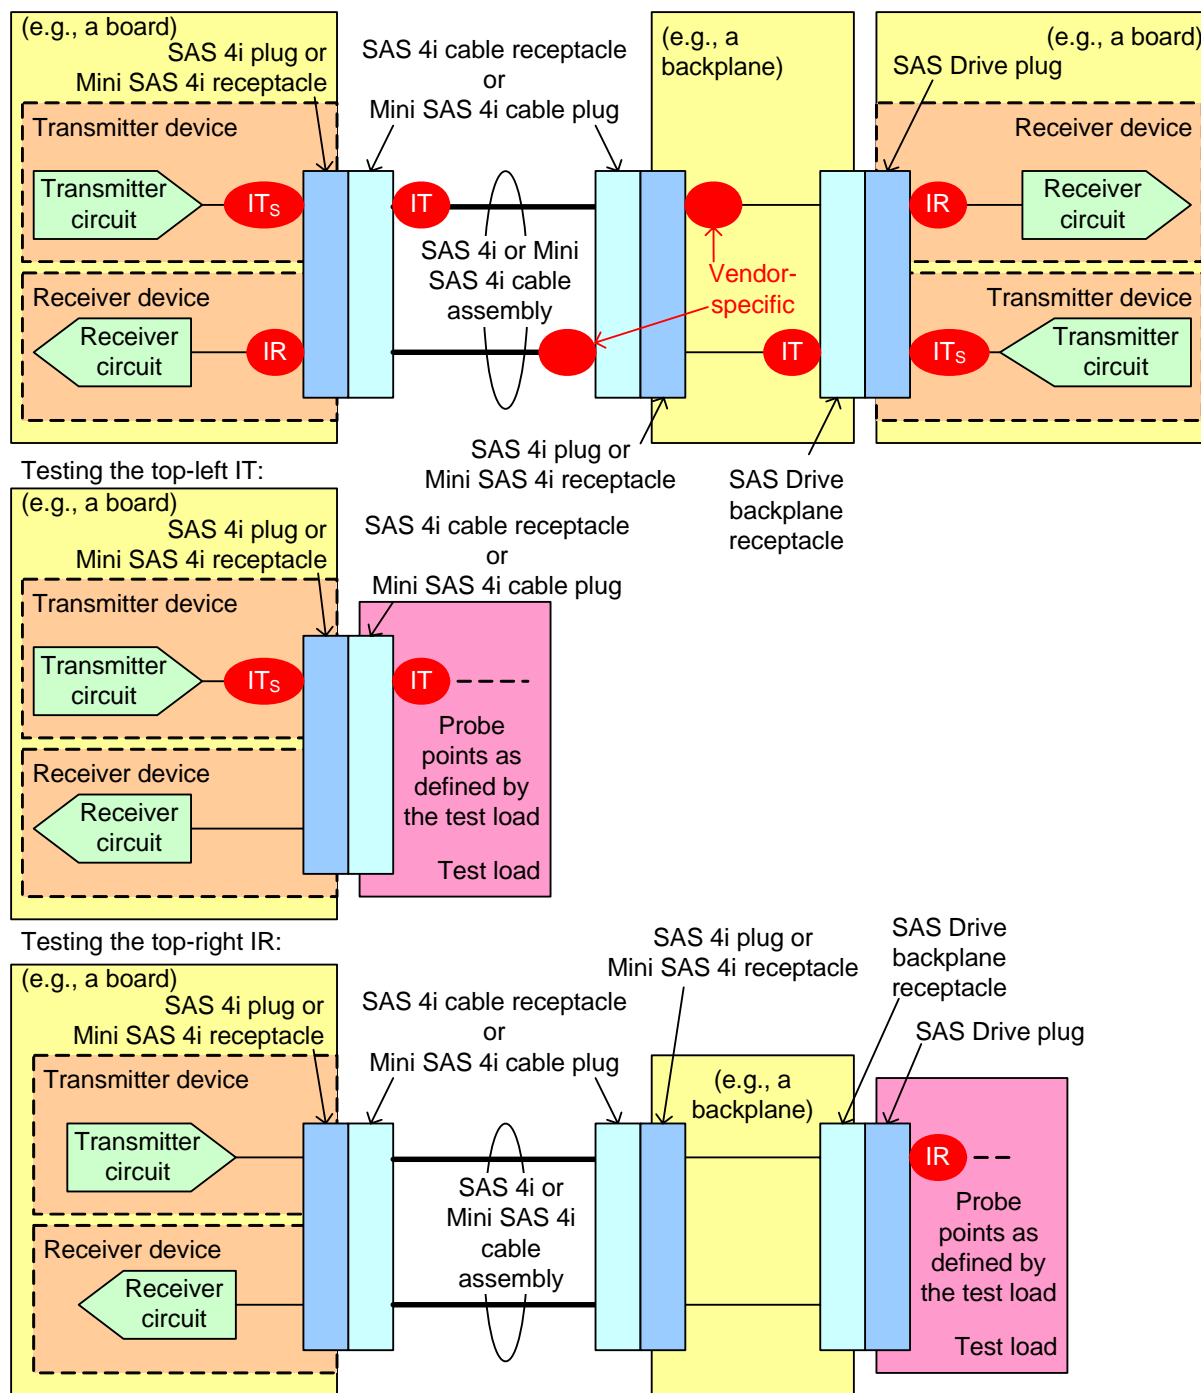 (e.g., a board)
SAS 4i plug or
Mini SAS 4i receptacle
SAS 4i cable receptacle
or
Mini SAS 4i cable plug
(e.g., a
backplane)
(e.g., a board)
SAS Drive plug
Transmitter device
Transmitter
circuit
ITS
IT
IR
Receiver device
Receiver
circuit
SAS 4i or Mini
SAS 4i cable
assembly
Vendor-
specific
Receiver device
Receiver
circuit
IR
IT
ITS
Transmitter device
Transmitter
circuit
SAS 4i plug or
Mini SAS 4i receptacle
SAS Drive
backplane
receptacle
Testing the top-left IT:
(e.g., a board)
SAS 4i plug or
Mini SAS 4i receptacle
SAS 4i cable receptacle
or
Mini SAS 4i cable plug
Transmitter device
Transmitter
circuit
ITS
IT
Probe
points as
defined by
the test load
Test load
Receiver device
Receiver
circuit
Testing the top-right IR:
(e.g., a board)
SAS 4i plug or
Mini SAS 4i receptacle
SAS 4i cable receptacle
or
Mini SAS 4i cable plug
SAS 4i plug or
Mini SAS 4i receptacle
SAS Drive
backplane
receptacle
SAS Drive plug
Transmitter device
Transmitter
circuit
(e.g., a
backplane)
IR
SAS 4i or
Mini SAS 4i
cable
assembly
Probe
points as
defined by
the test load
Test load
Receiver device
Receiver
circuit